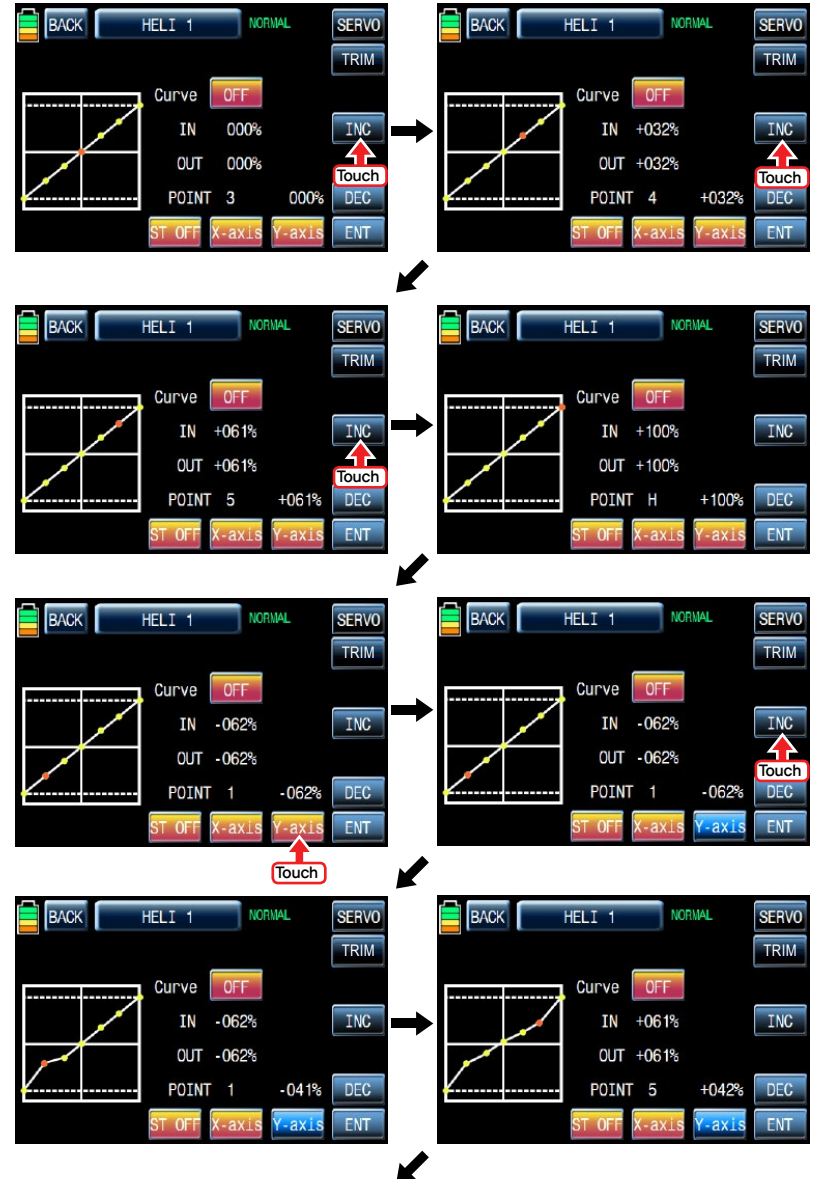 BACK HELI 1 NORMAL SERVO
TRIM
Curve OFF
IN 000% INC
OUT 000%
Touch
POINT 3 000% DEC
ST OFF X-axis Y-axis ENT
BACK HELI 1 NORMAL SERVO
TRIM
Curve OFF
IN +032% INC
OUT +032%
Touch
POINT 4 +032% DEC
ST OFF X-axis Y-axis ENT
BACK HELI 1 NORMAL SERVO
TRIM
Curve OFF
IN +061% INC
OUT +061%
Touch
POINT 5 +061% DEC
ST OFF X-axis Y-axis ENT
BACK HELI 1 NORMAL SERVO
TRIM
Curve OFF
IN +100% INC
OUT +100%
POINT H +100% DEC
ST OFF X-axis Y-axis ENT
BACK HELI 1 NORMAL SERVO
TRIM
Curve OFF
IN -062% INC
OUT -062%
POINT 1 -062% DEC
ST OFF X-axis Y-axis ENT
Touch
BACK HELI 1 NORMAL SERVO
TRIM
Curve OFF
IN -062% INC
OUT -062%
Touch
POINT 1 -062% DEC
ST OFF X-axis Y-axis ENT
BACK HELI 1 NORMAL SERVO
TRIM
Curve OFF
IN -062% INC
OUT -062%
POINT 1 -041% DEC
ST OFF X-axis Y-axis ENT
BACK HELI 1 NORMAL SERVO
TRIM
Curve OFF
IN +061% INC
OUT +061%
POINT 5 +042% DEC
ST OFF X-axis Y-axis ENT